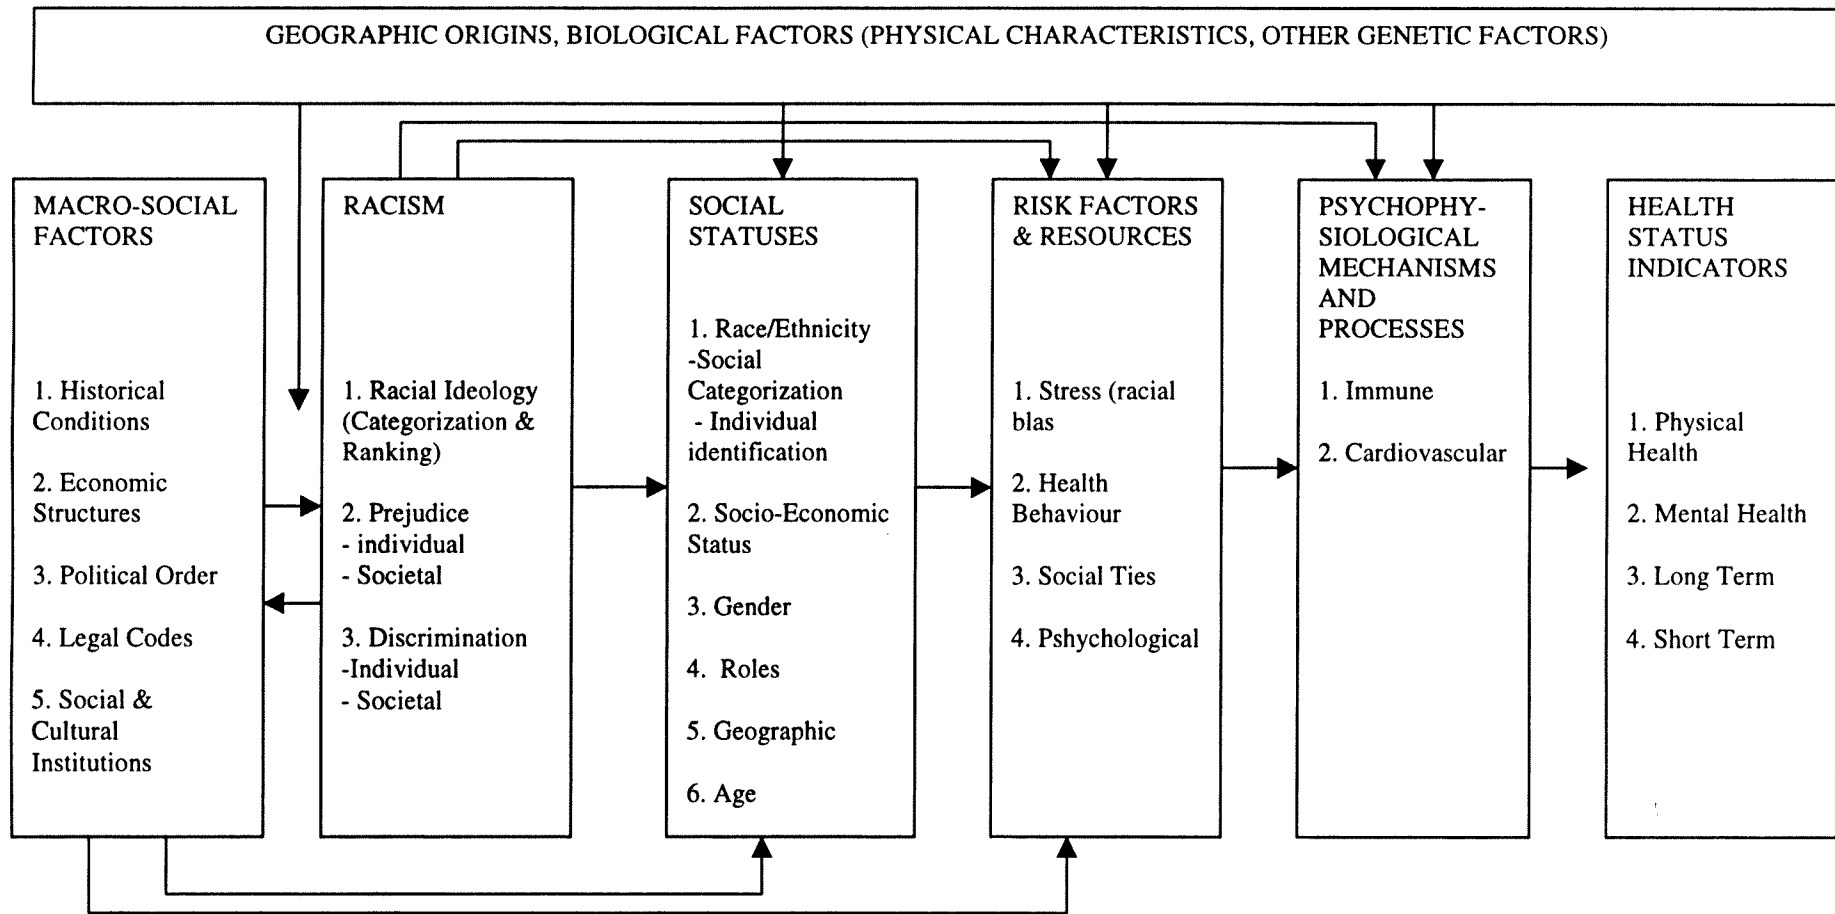 GEOGRAPHIC ORIGINS, BIOLOGICAL FACTORS (PHYSICAL CHARACTERISTICS, OTHER GENETIC FACTORS)
MACRO-SOCIAL
FACTORS
1. Historical
Conditions
2. Economic
Structures
3. Political Order
4. Legal Codes
5. Social &
Cultural
Institutions
RACISM
1. Racial Ideology
(Categorization &
Ranking)
2. Prejudice
- individual
- Societal
3. Discrimination
-Individual
- Societal
SOCIAL
STATUSES
1. Race/Ethnicity
-Social
Categorization
- Individual
identification
2. Socio-Economic
Status
3. Gender
4. Roles
5. Geographic
6. Age
RISK FACTORS
& RESOURCES
1. Stress (racial
blas
2. Health
Behaviour
3. Social Ties
4. Pshychological
PSYCHOPHY-
SIOLOGICAL
MECHANISMS
AND
PROCESSES
1. Immune
2. Cardiovascular
HEALTH
STATUS
INDICATORS
1. Physical
Health
2. Mental Health
3. Long Term
4. Short Term